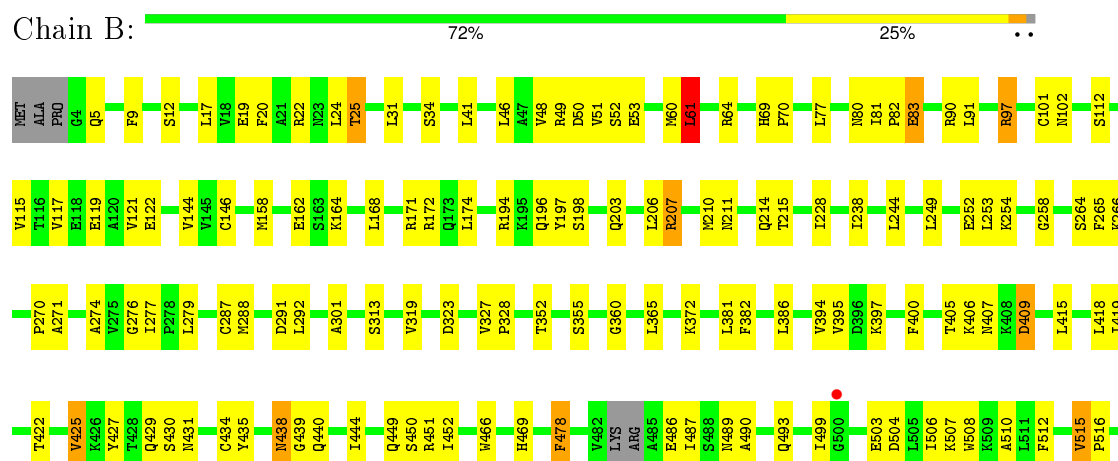 Chain B:
72% 25% • •
MET ALA PRO G4 Q5 F9 S12 L17 V18 E19 F20 A21 R22 N23 L24 T25 L31 S34 L41 L46 A47 V48 R49 D50 V51 S52 E53 M60 L61 R64 H69 P70 L77 N80 I81 P82 E83 R90 L91 R97 C101 N102 S112
V115 T116 V117 E118 E119 A120 V121 E122 V144 V145 C146 M158 E162 S163 K164 L168 R171 R172 Q173 L174 R194 K195 Q196 Y197 S198 Q203 L206 R207 M210 N211 Q214 T215 I228 I238 L244 L249 E252 L253 K254 G258 S264 F265 K266
P270 A271 A274 V275 G276 I277 P278 L279 C287 M288 D291 L292 A301 S313 V319 D323 V327 P328 T352 S355 G360 L365 K372 L381 F382 L386 V394 V395 D396 K397 F400 T405 K406 N407 K408 D409 L415 L418
T422 V425 K426 Y427 T428 Q429 S430 N431 C434 Y435 N438 G439 Q440 I444 Q449 S450 R451 I452 W466 H469 F478 V482 LYS ARG A485 E486 I487 S488 N489 A490 Q493 I499 G500 E503 D504 L505 I506 K507 W508 K509 A510 L511 F512 V515 P516